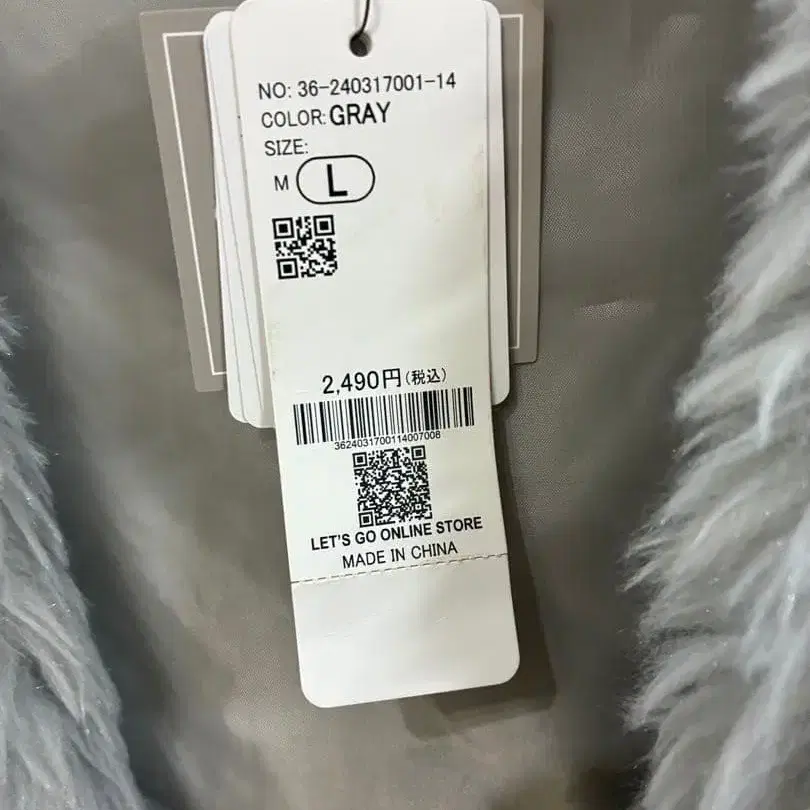 NO: 36-240317001-14
COLOR: GRAY
SIZE:
M L
2,490円(税込)
3624031700114007008
LET'S GO ONLINE STORE
MADE IN CHINA